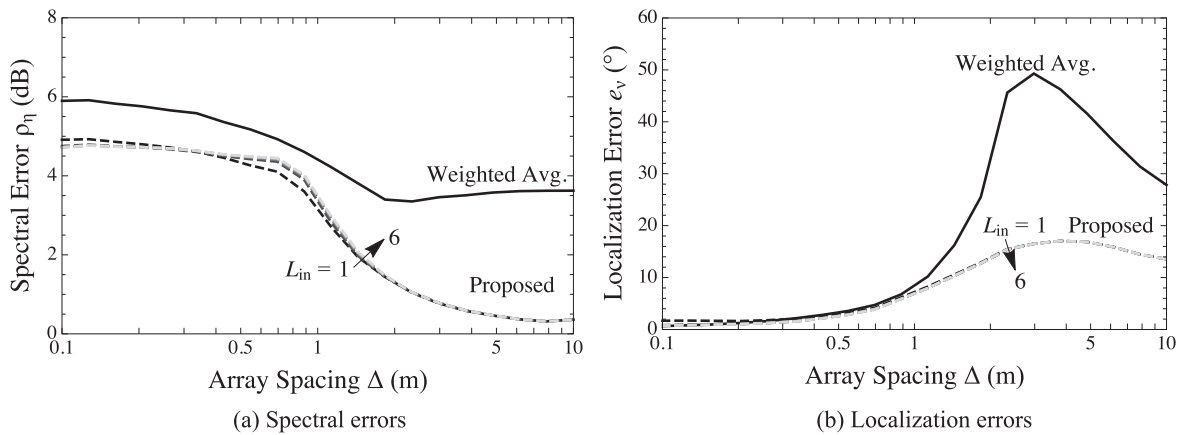 Spectral Error ρη (dB)
8
6
4
2
0
Weighted Avg.
6
Lin = 1
Proposed
0.1 0.5 1 5 10
Array Spacing Δ (m)
(a) Spectral errors
Localization Error eν (°)
60
50
40
30
20
10
0
Weighted Avg.
Lin = 1
Proposed
6
0.1 0.5 1 5 10
Array Spacing Δ (m)
(b) Localization errors